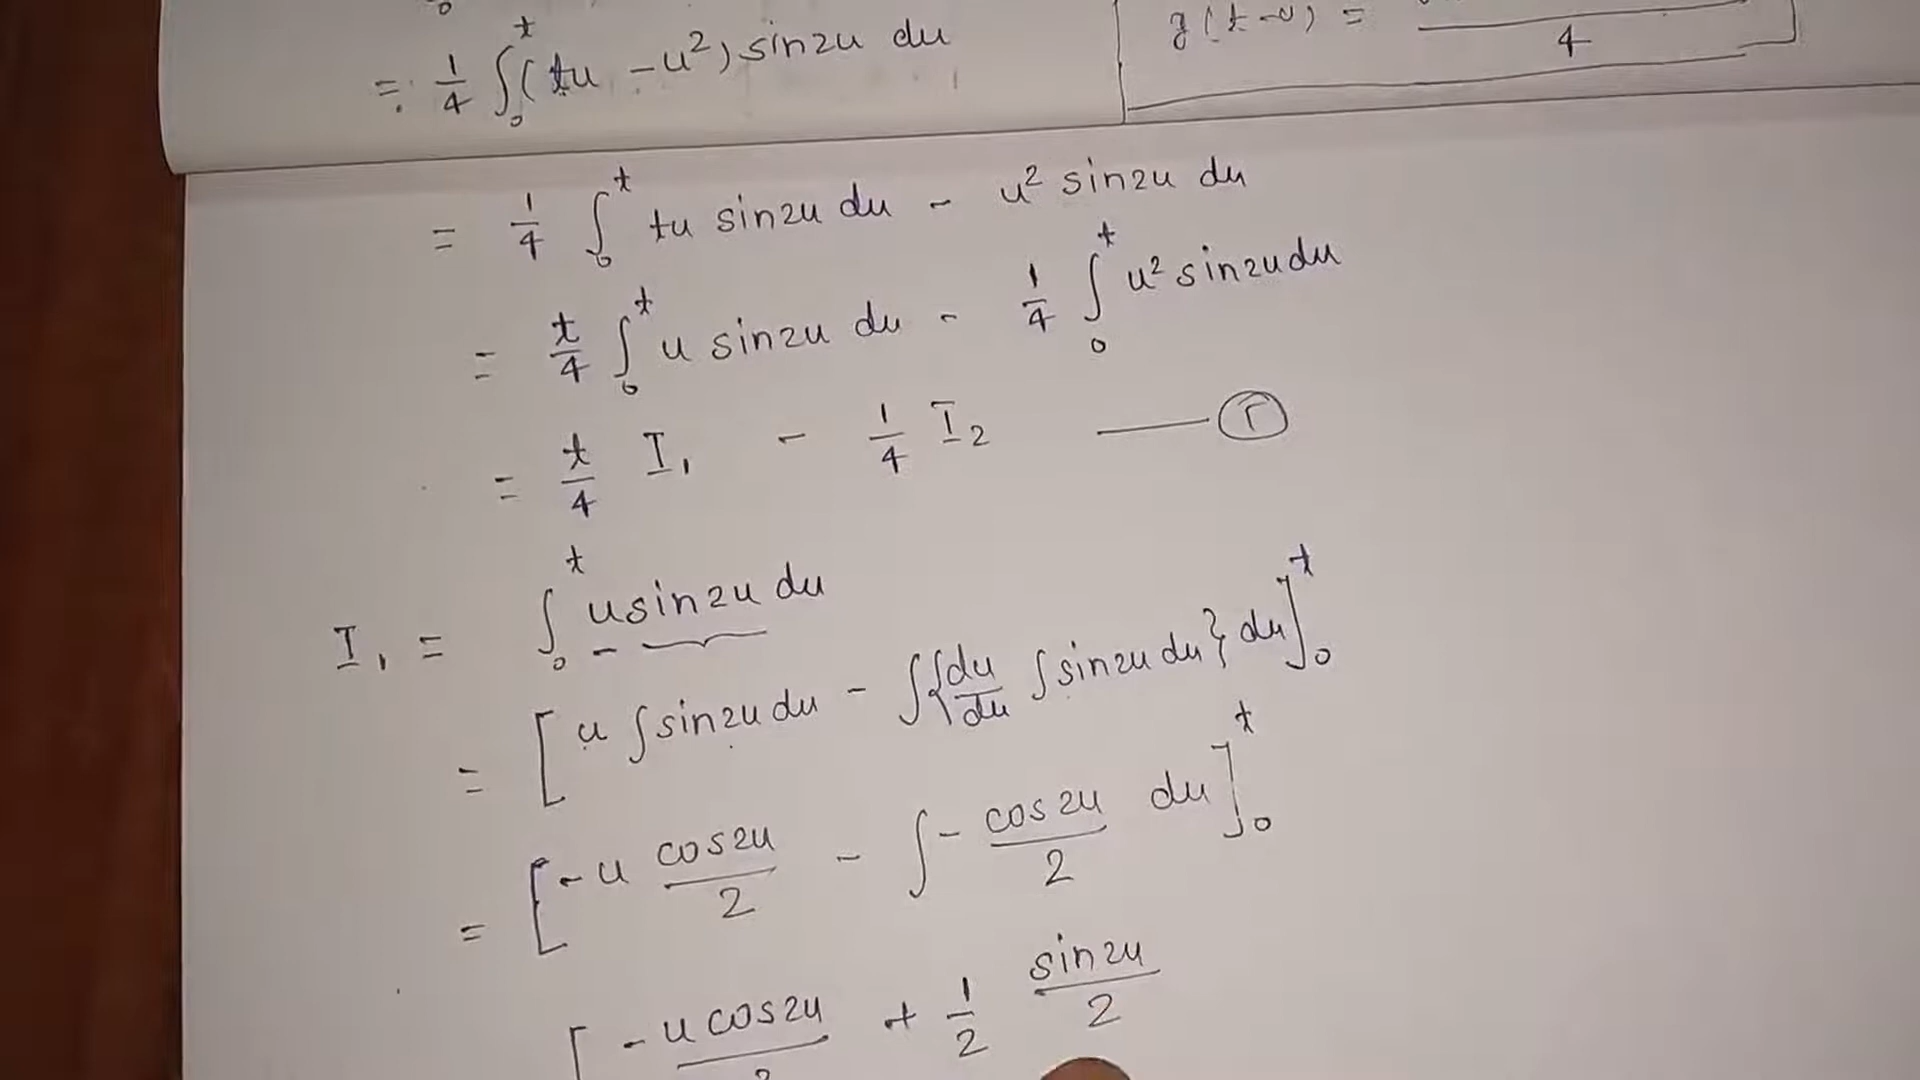 = 1/4 ∫₀ᵗ (tu - u²) sin2u du
g(t-u) = /4
= 1/4 ∫₀ᵗ tu sin2u du - u² sin2u du
= t/4 ∫₀ᵗ u sin2u du - 1/4 ∫₀ᵗ u² sin2u du
= t/4 I₁ - 1/4 I₂ —— (I)
I₁ = ∫₀ᵗ u sin2u du
= [u ∫ sin2u du - ∫{du/du ∫ sin2u du} du]₀ᵗ
= [-u cos2u/2 - ∫ - cos2u/2 du]₀ᵗ
[-u cos2u/2 + 1/2 sin2u/2